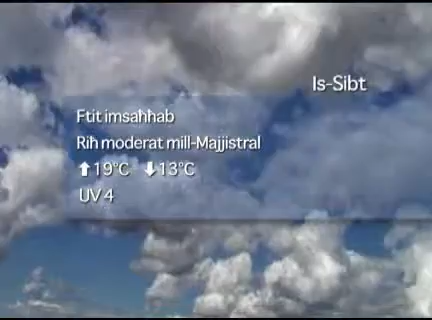 Is-Sibt
Ftit imsaħħab
Riħ moderat mill-Majjistral
⬆19°C ⬇13°C
UV 4